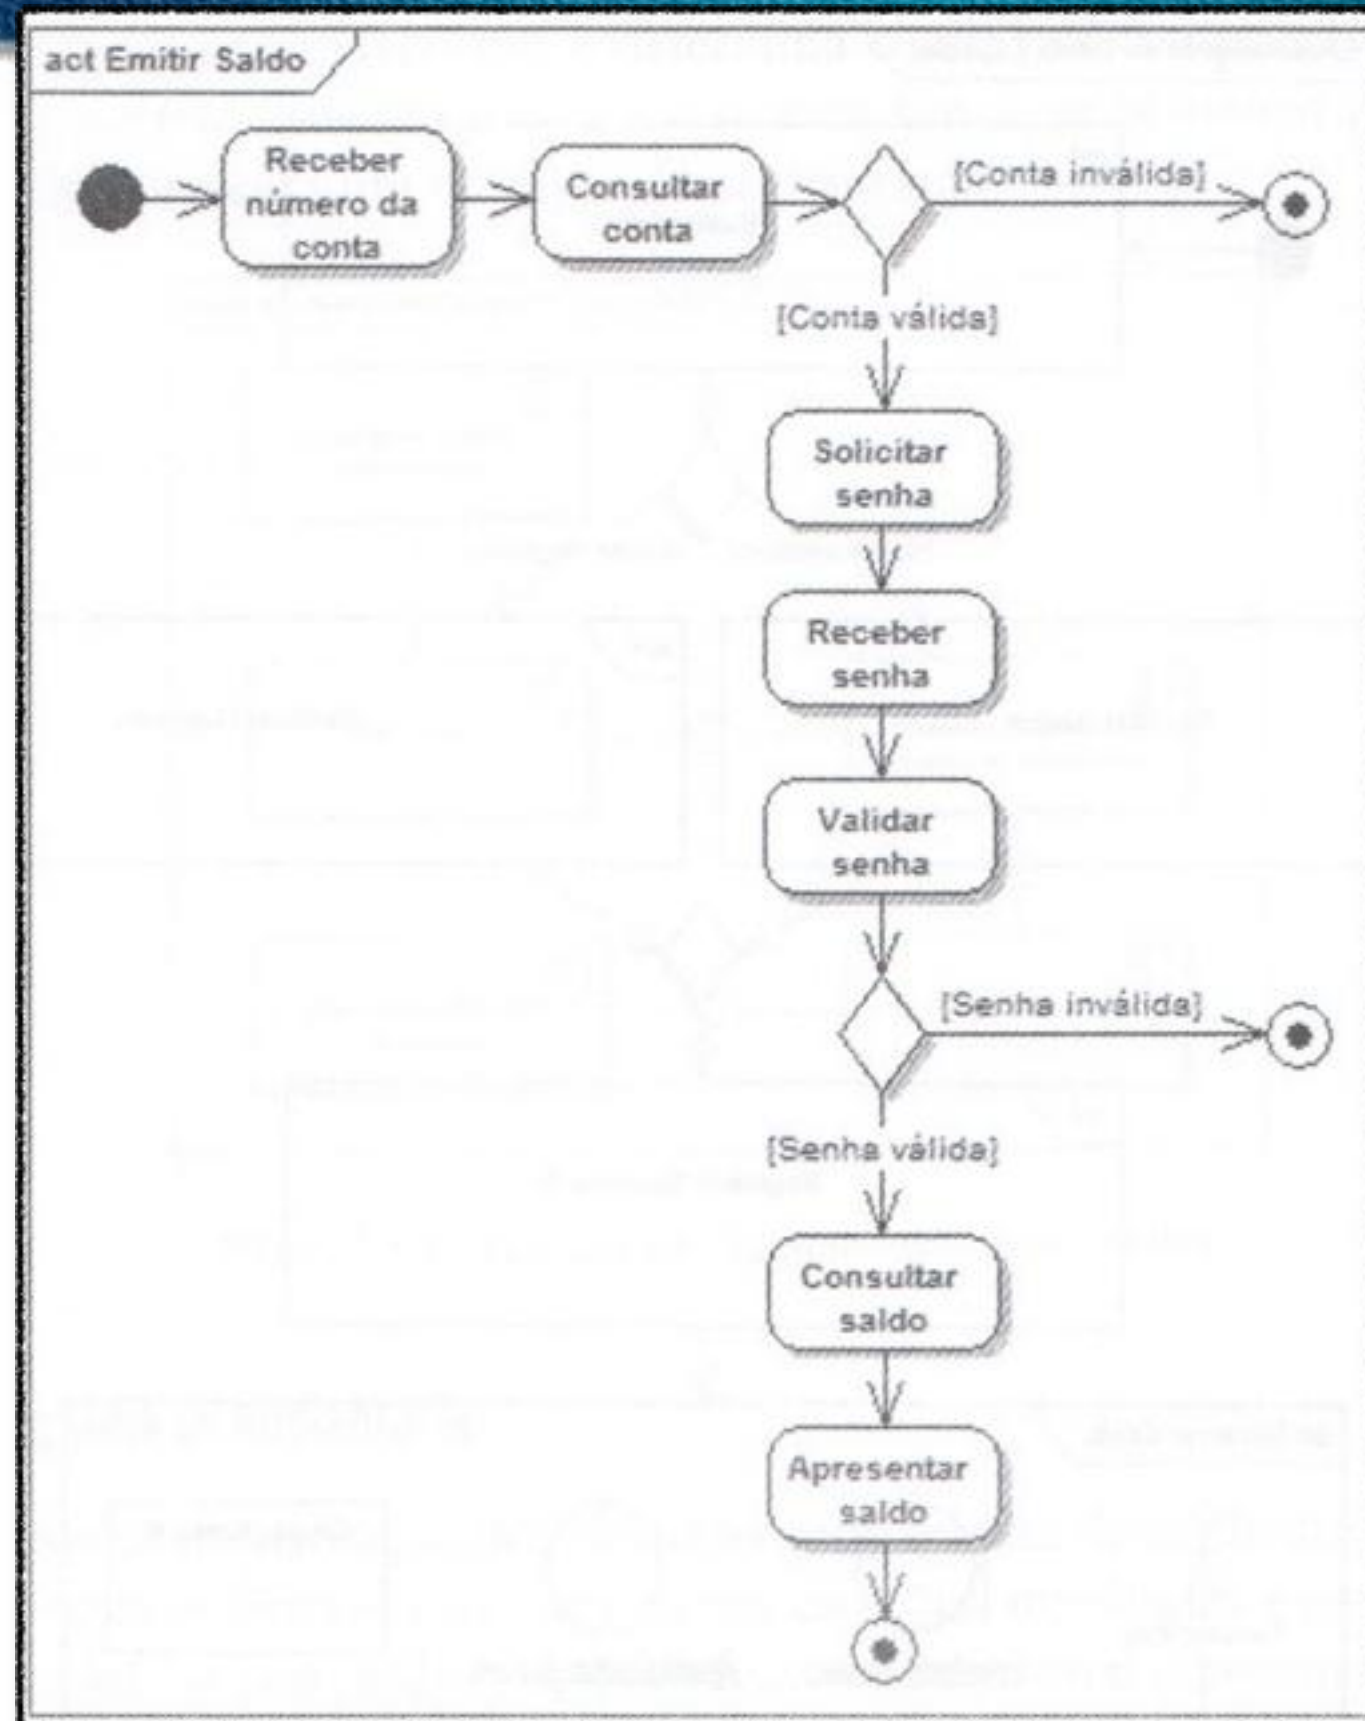 act Emitir Saldo
Receber
número da
conta
Consultar
conta
[Conta inválida]
[Conta válida]
Solicitar
senha
Receber
senha
Validar
senha
[Senha inválida]
[Senha válida]
Consultar
saldo
Apresentar
saldo